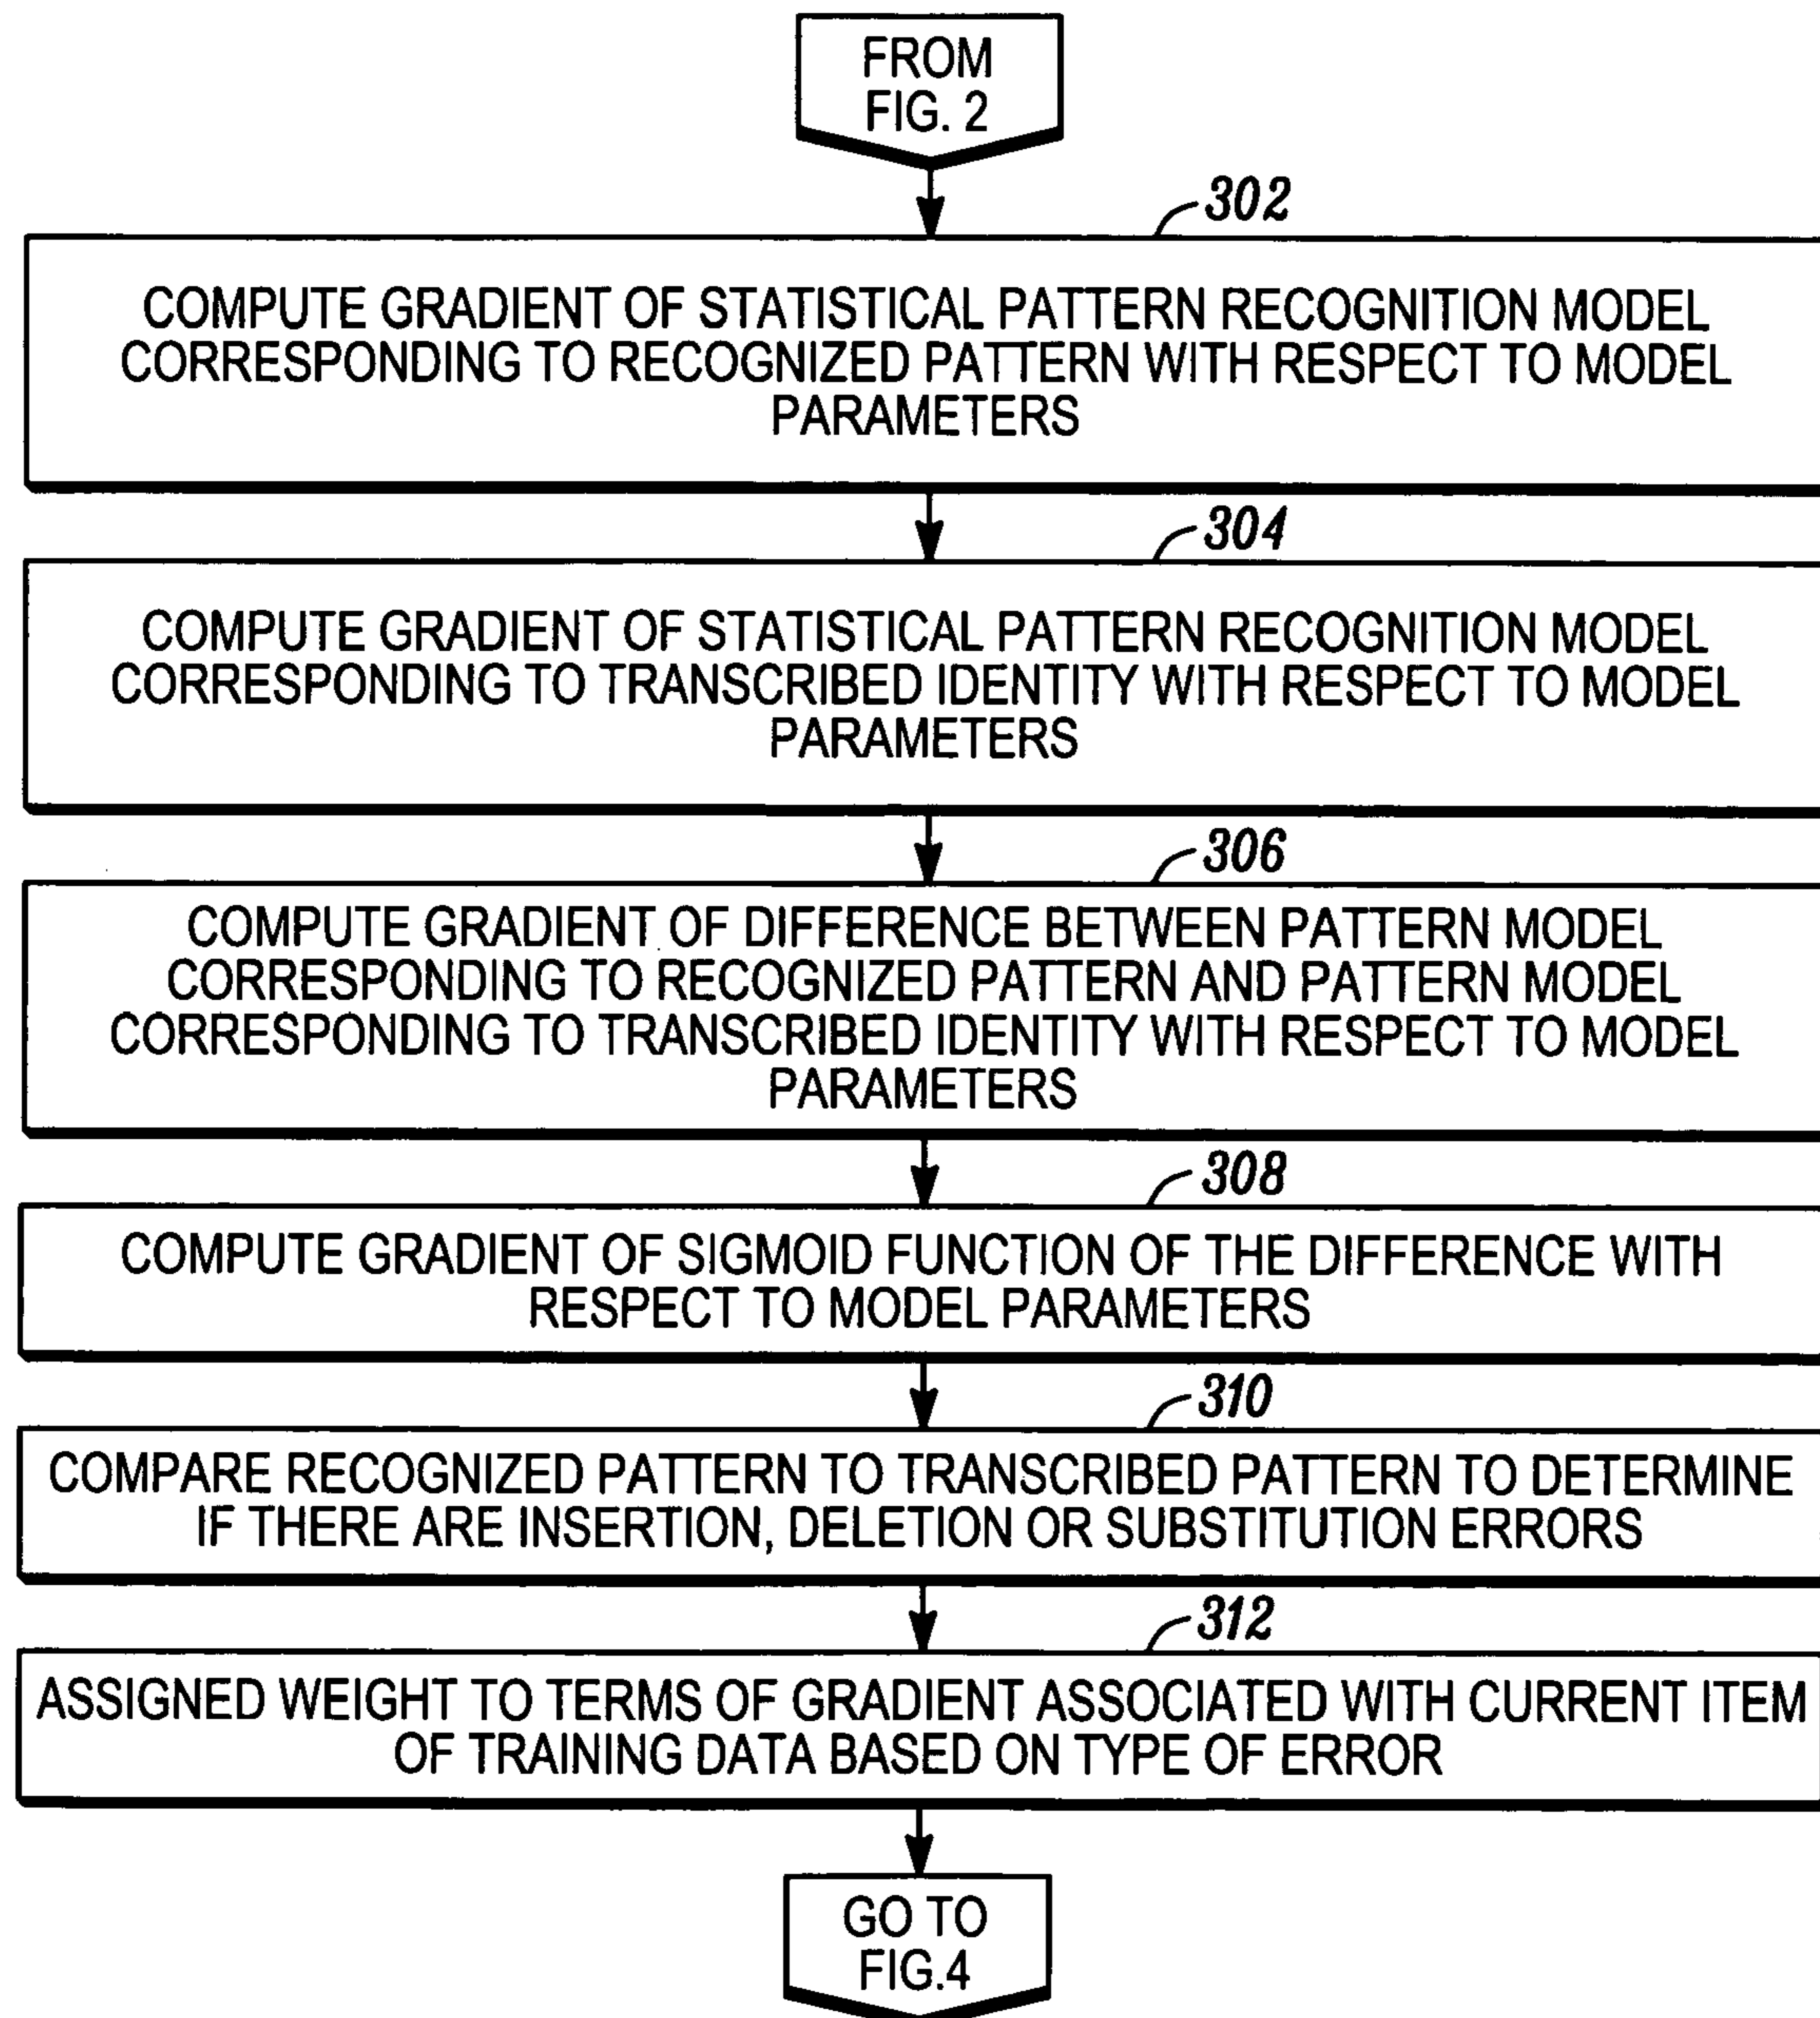 FROM
FIG. 2
302
COMPUTE GRADIENT OF STATISTICAL PATTERN RECOGNITION MODEL
CORRESPONDING TO RECOGNIZED PATTERN WITH RESPECT TO MODEL
PARAMETERS
304
COMPUTE GRADIENT OF STATISTICAL PATTERN RECOGNITION MODEL
CORRESPONDING TO TRANSCRIBED IDENTITY WITH RESPECT TO MODEL
PARAMETERS
306
COMPUTE GRADIENT OF DIFFERENCE BETWEEN PATTERN MODEL
CORRESPONDING TO RECOGNIZED PATTERN AND PATTERN MODEL
CORRESPONDING TO TRANSCRIBED IDENTITY WITH RESPECT TO MODEL
PARAMETERS
308
COMPUTE GRADIENT OF SIGMOID FUNCTION OF THE DIFFERENCE WITH
RESPECT TO MODEL PARAMETERS
310
COMPARE RECOGNIZED PATTERN TO TRANSCRIBED PATTERN TO DETERMINE
IF THERE ARE INSERTION, DELETION OR SUBSTITUTION ERRORS
312
ASSIGNED WEIGHT TO TERMS OF GRADIENT ASSOCIATED WITH CURRENT ITEM
OF TRAINING DATA BASED ON TYPE OF ERROR
GO TO
FIG.4